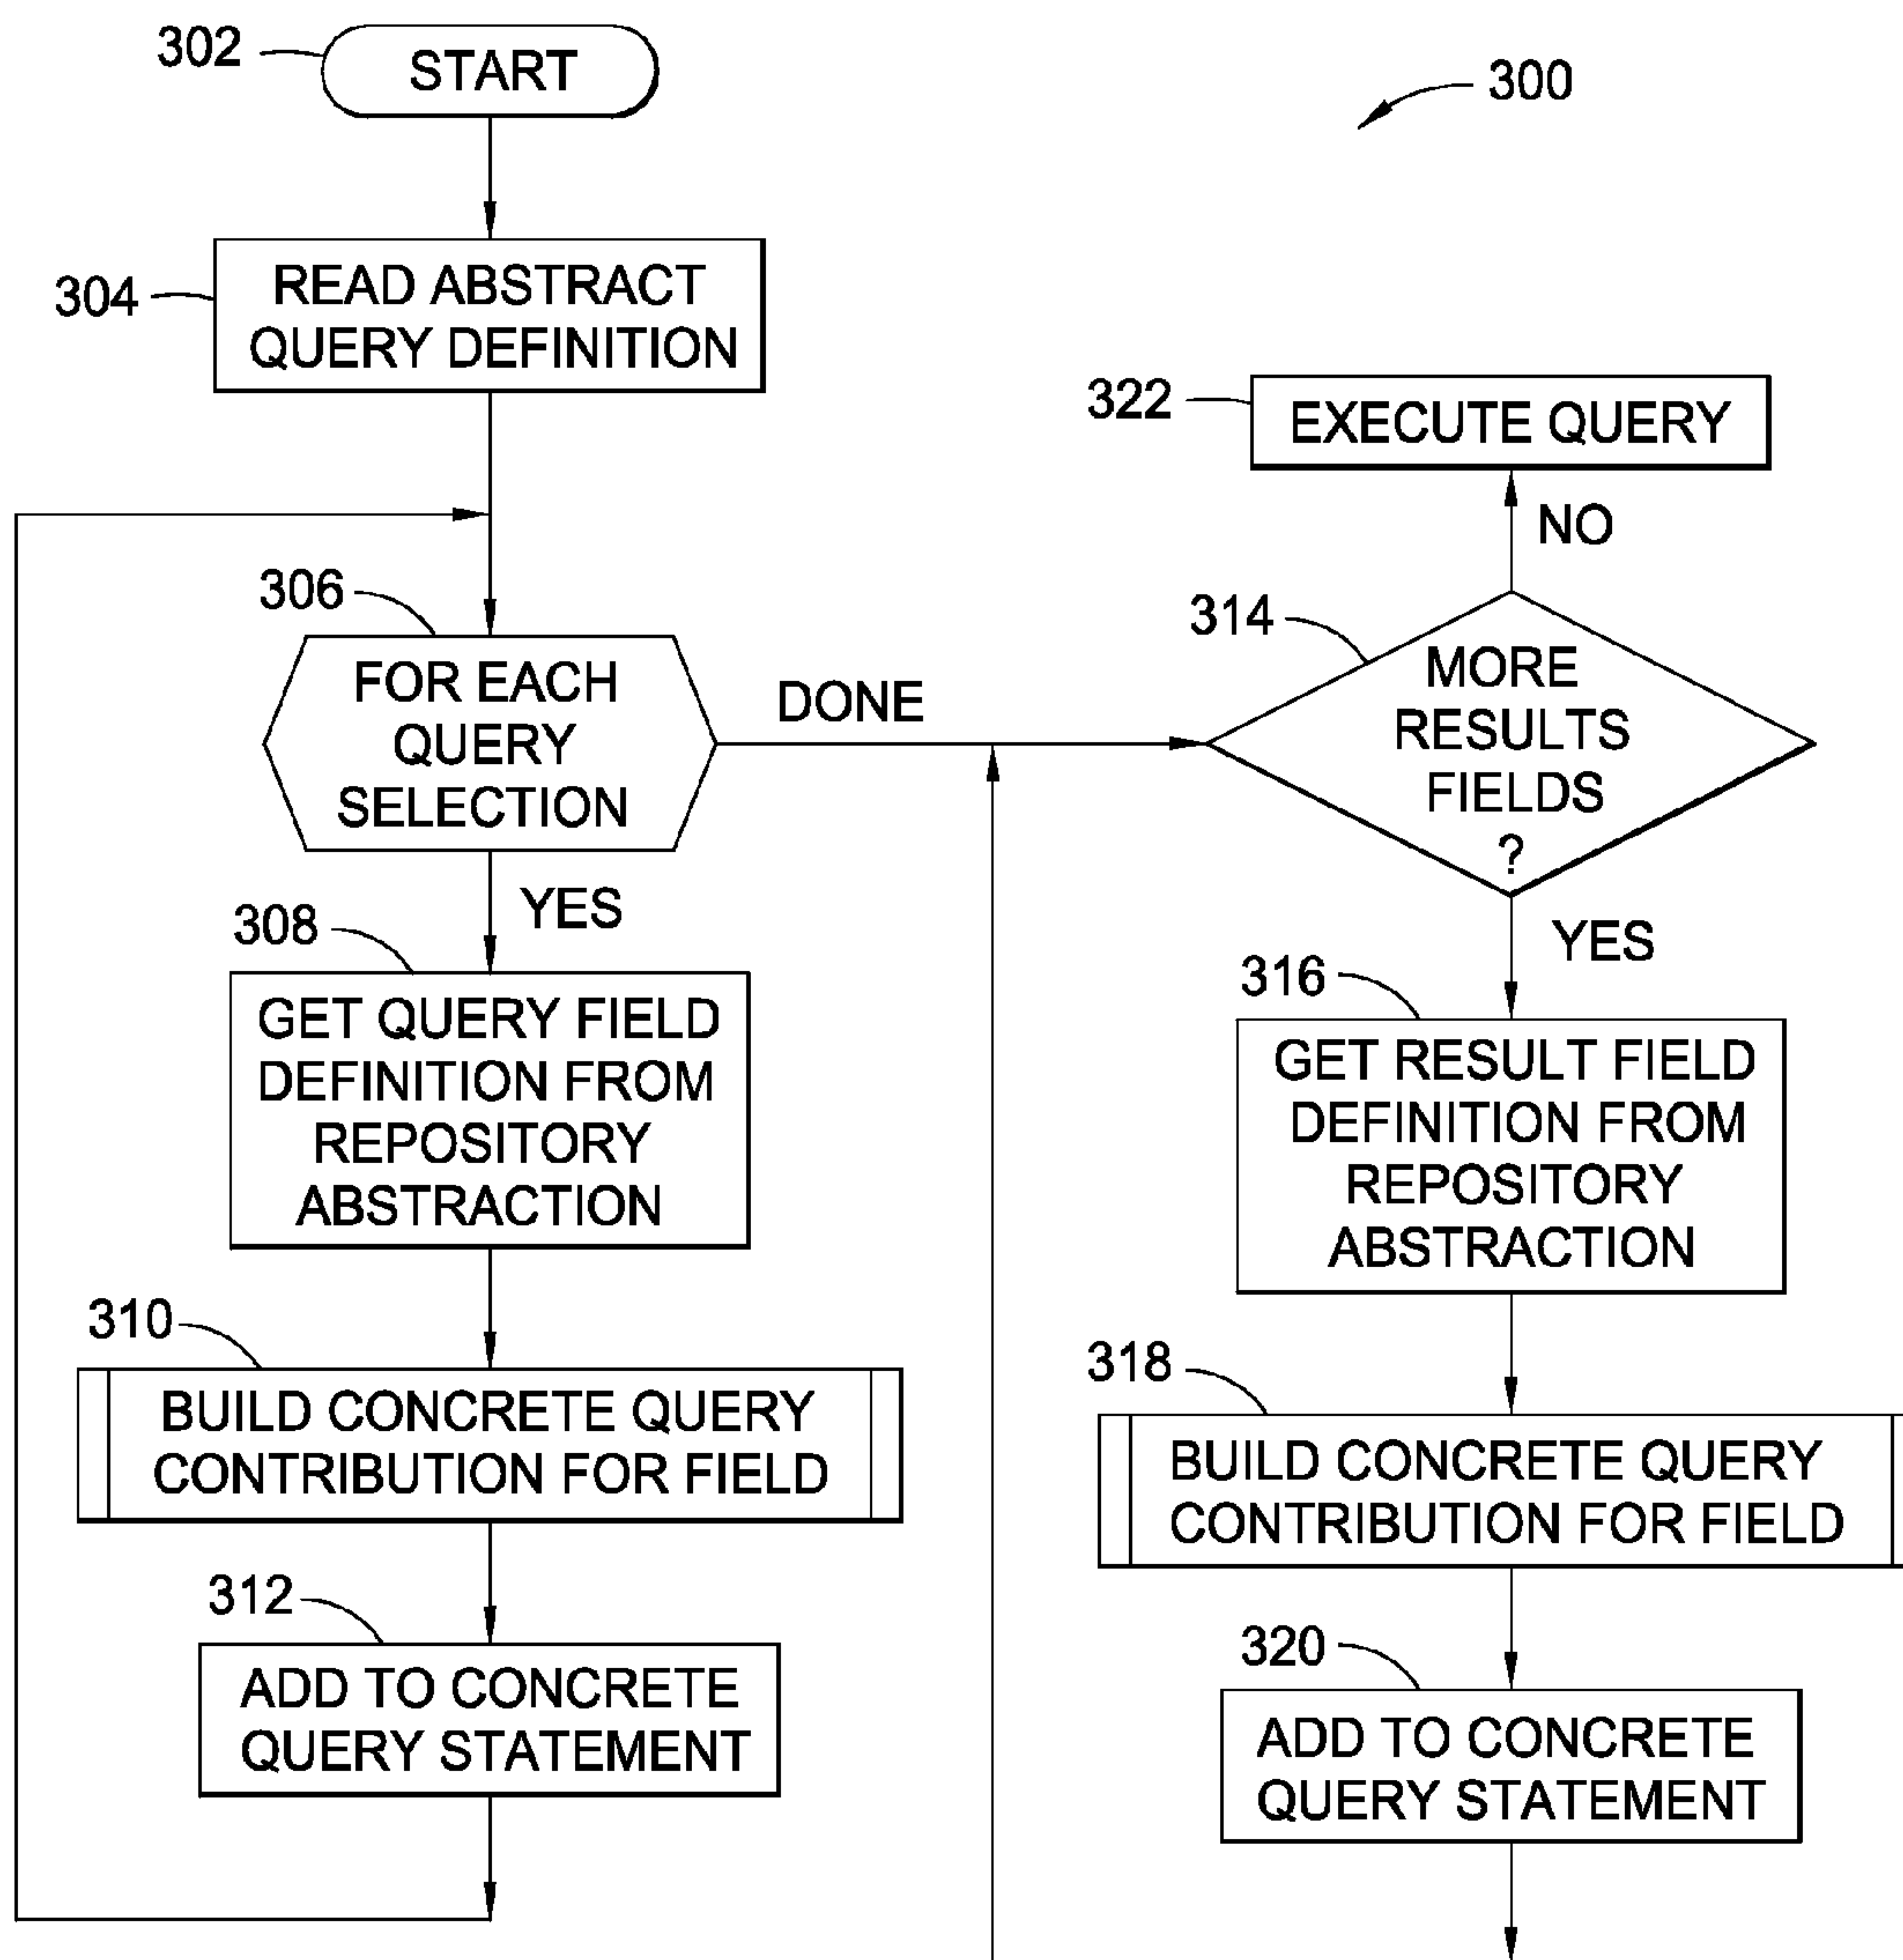 302
START
300
304
READ ABSTRACT
QUERY DEFINITION
322
EXECUTE QUERY
NO
306
FOR EACH
QUERY
SELECTION
DONE
314
MORE
RESULTS
FIELDS
?
YES
308
GET QUERY FIELD
DEFINITION FROM
REPOSITORY
ABSTRACTION
YES
316
GET RESULT FIELD
DEFINITION FROM
REPOSITORY
ABSTRACTION
310
BUILD CONCRETE QUERY
CONTRIBUTION FOR FIELD
318
BUILD CONCRETE QUERY
CONTRIBUTION FOR FIELD
312
ADD TO CONCRETE
QUERY STATEMENT
320
ADD TO CONCRETE
QUERY STATEMENT